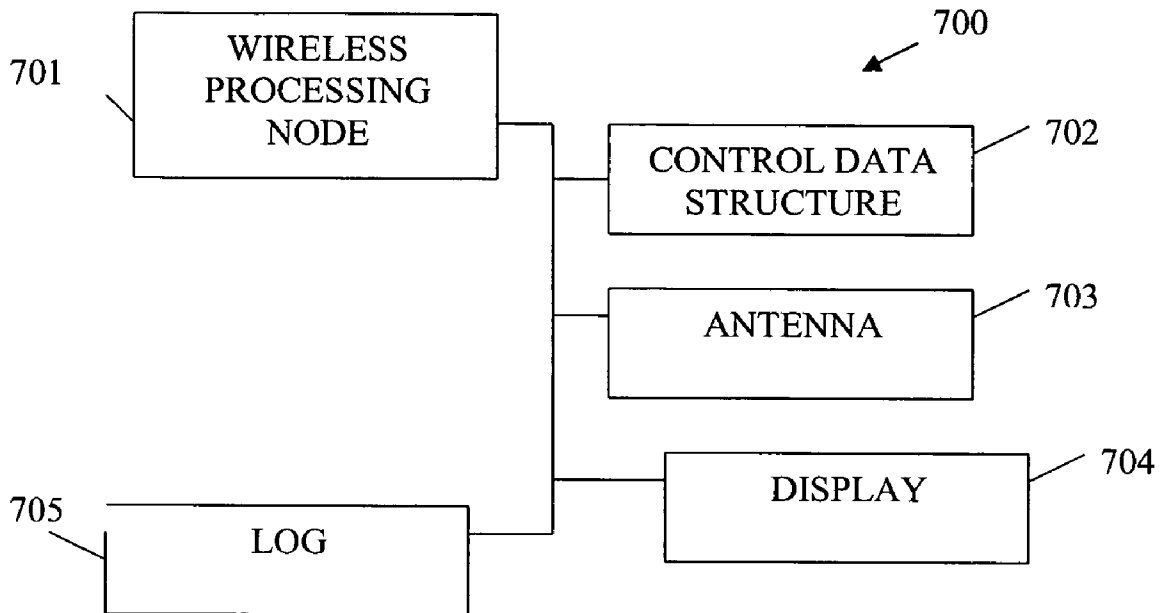 700
701
WIRELESS
PROCESSING
NODE
702
CONTROL DATA
STRUCTURE
703
ANTENNA
704
DISPLAY
705
LOG